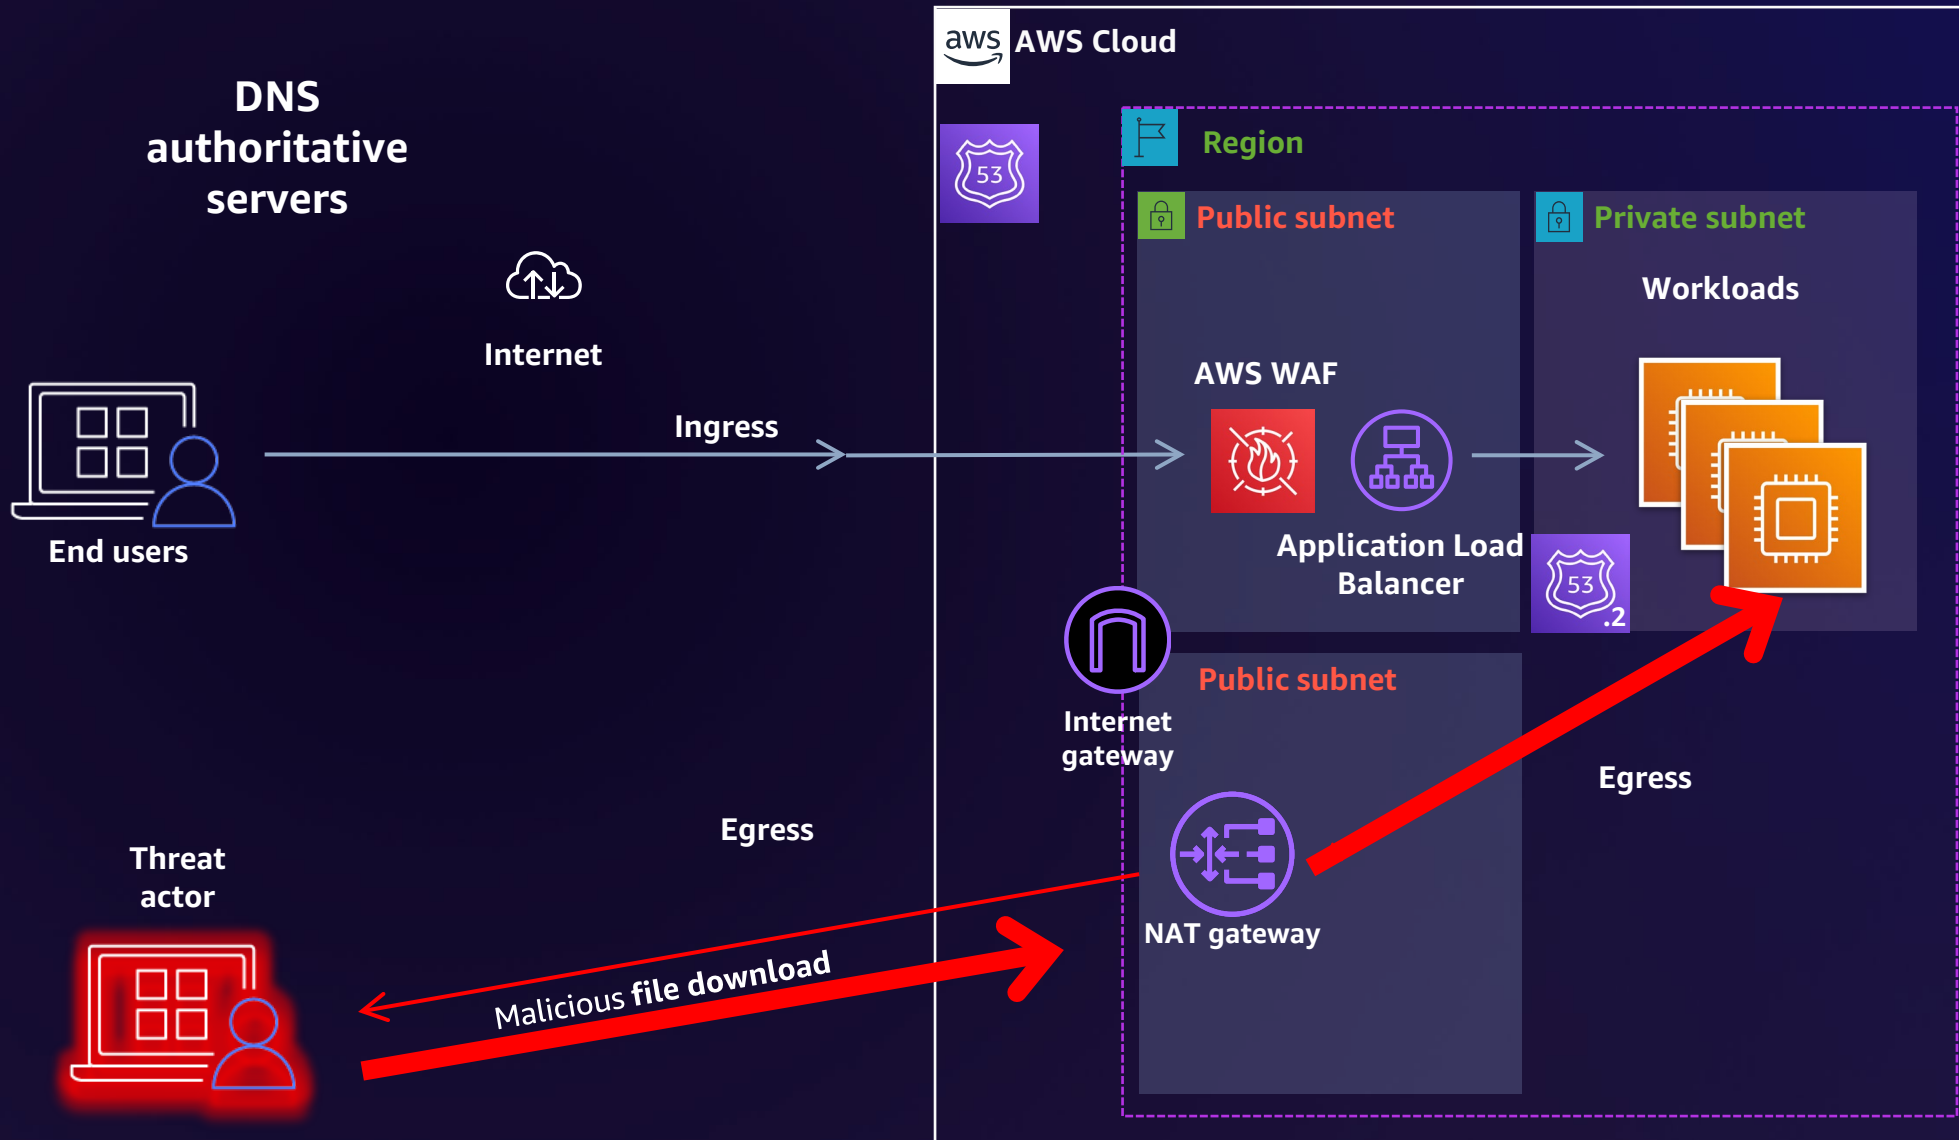 aws
AWS Cloud
DNS
authoritative
servers
53
Region
Public subnet
Private subnet
Workloads
Internet
AWS WAF
Ingress
End users
Application Load
Balancer
53
.2
Public subnet
Internet
gateway
Egress
Egress
Threat
actor
NAT gateway
Malicious file download